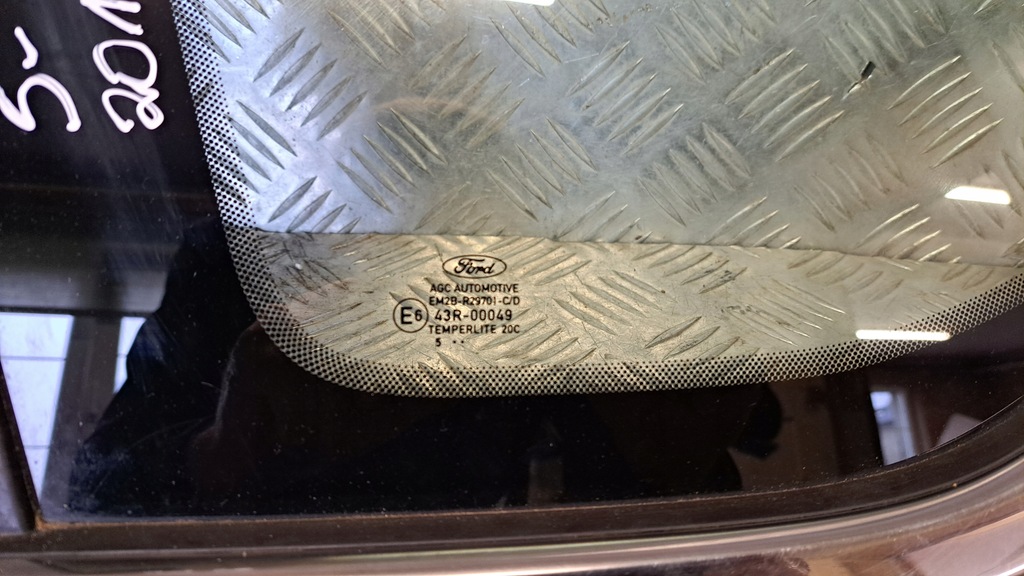 Ford
AGC AUTOMOTIVE
EM2B-R29701-C/D
E6 43R-00049
TEMPERLITE 20C
5 ..